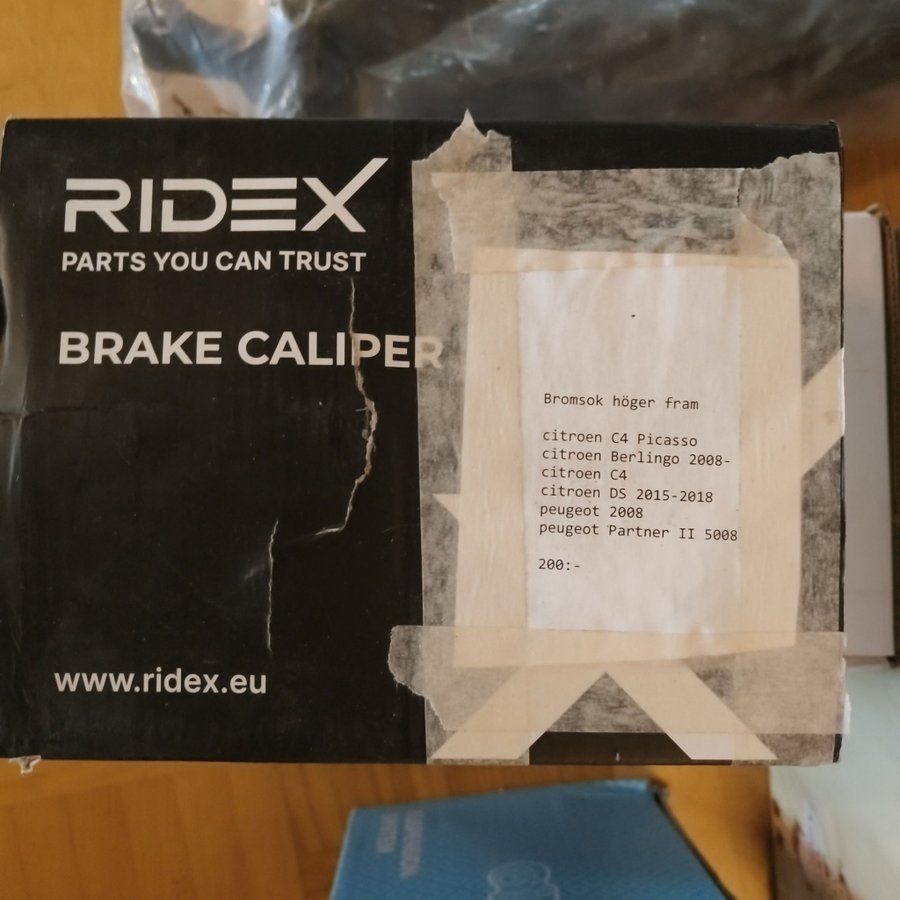 RIDEX
PARTS YOU CAN TRUST
BRAKE CALIPER
www.ridex.eu
Bromsok höger fram
citroen C4 Picasso
citroen Berlingo 2008-
citroen C4
citroen DS 2015-2018
peugeot 2008
peugeot Partner II 5008
200:-